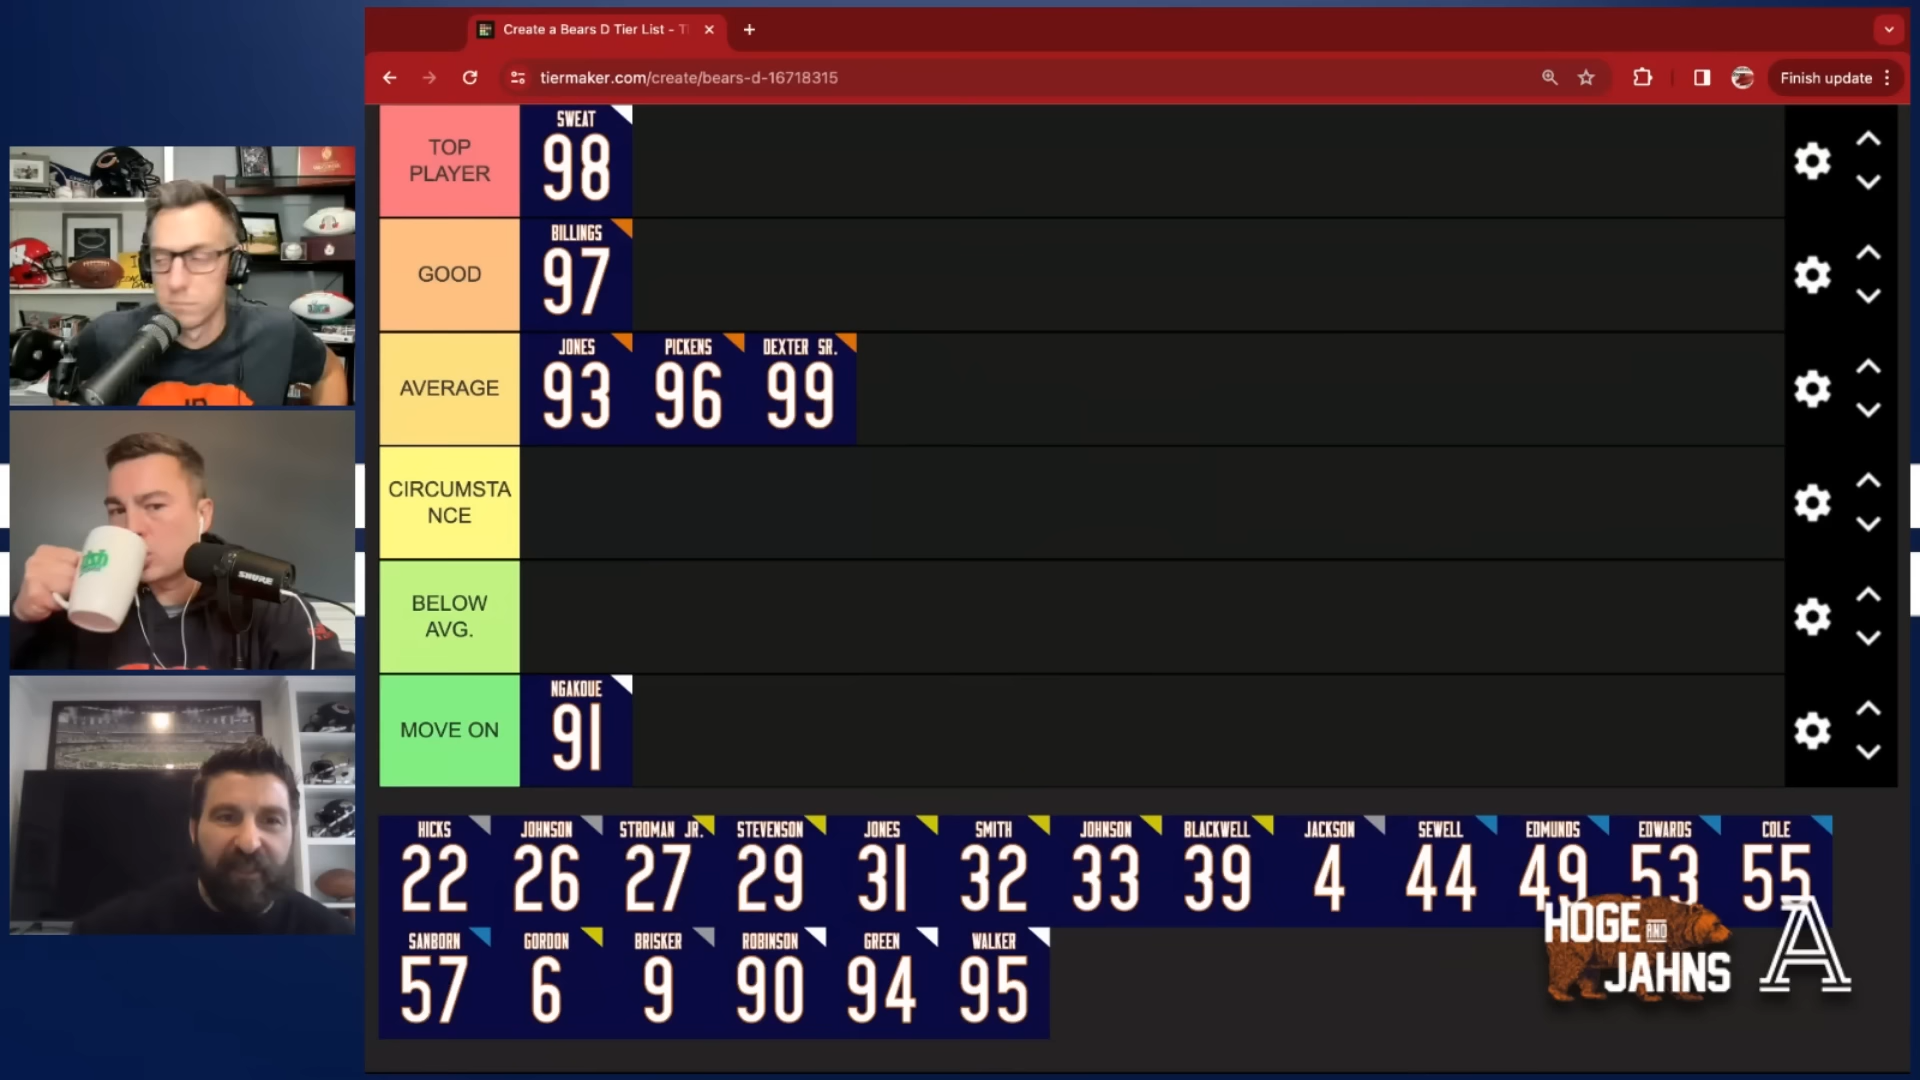 Create a Bears D Tier List - T
tiermaker.com/create/bears-d-16718315
Finish update
TOP
PLAYER
SWEAT
98
GOOD
BILLINGS
97
AVERAGE
JONES
93
PICKENS
96
DEXTER SR.
99
CIRCUMSTA
NCE
BELOW
AVG.
MOVE ON
NGAKOUE
91
HICKS
22
JOHNSON
26
STROMAN JR.
27
STEVENSON
29
JONES
31
SMITH
32
JOHNSON
33
BLACKWELL
39
JACKSON
4
SEWELL
44
EDMUNDS
49
EDWARDS
53
COLE
55
SANBORN
57
GORDON
6
BRISKER
9
ROBINSON
90
GREEN
94
WALKER
95
HOGE AND
JAHNS
A
SHURE